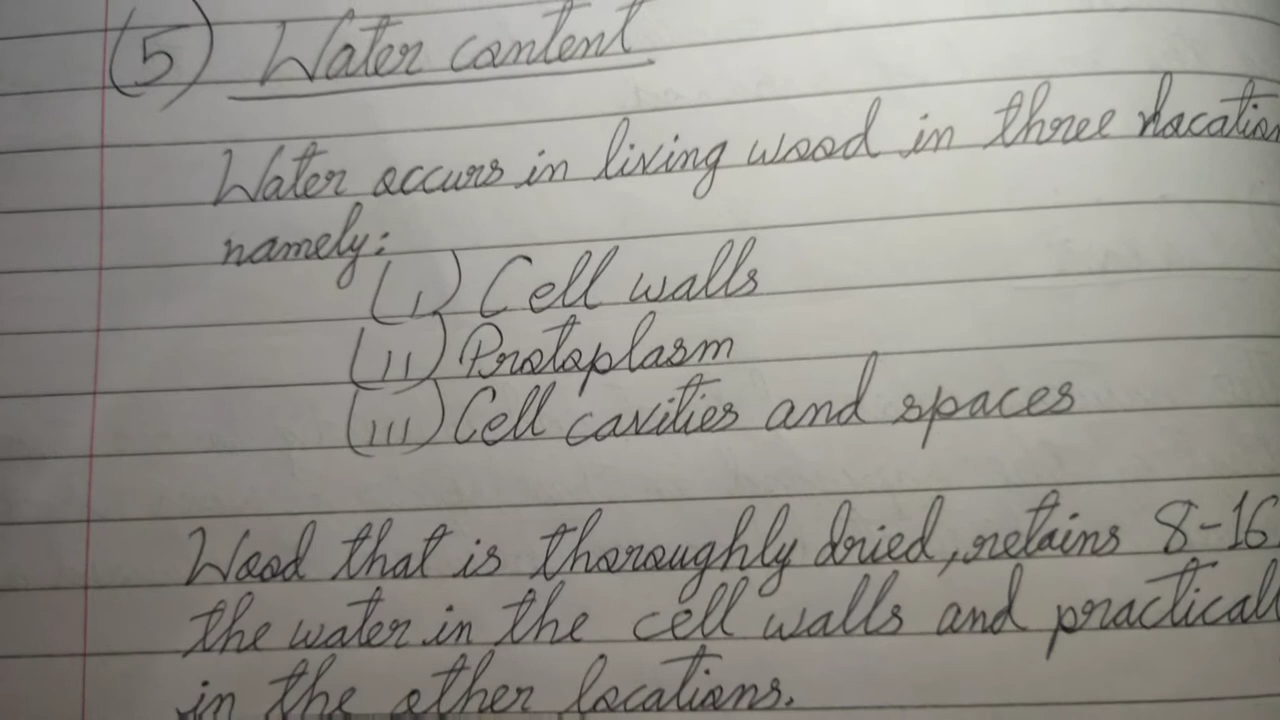 (5) Water content
Water occurs in living wood in three location
namely:
(i) Cell walls
(ii) Protoplasm
(iii) Cell cavities and spaces
Wood that is thoroughly dried, retains 8-16
the water in the cell walls and practical
in the other locations.